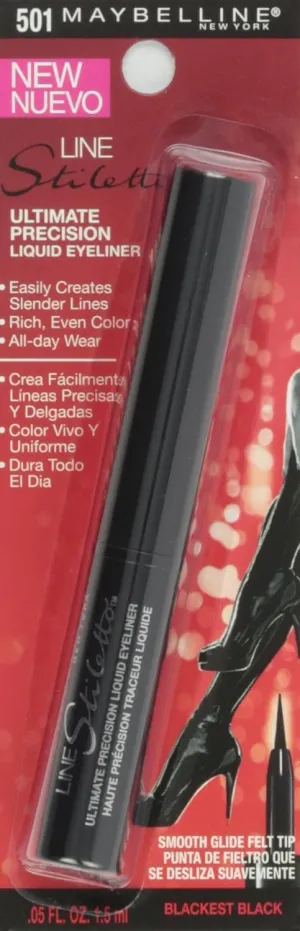 501 MAYBELLINE®
NEW YORK
NEW
NUEVO
LINE
Stiletto
ULTIMATE
PRECISION
LIQUID EYELINER
• Easily Creates
Slender Lines
• Rich, Even Color
• All-day Wear
• Crea Fácilmente
Líneas Precisas
Y Delgadas
• Color Vivo Y
Uniforme
• Dura Todo
El Dia
NEW YORK
LINE Stiletto™
ULTIMATE PRECISION LIQUID EYELINER
HAUTE PRÉCISION TRACEUR LIQUIDE
SMOOTH GLIDE FELT TIP
PUNTA DE FIELTRO QUE
SE DESLIZA SUAVEMENTE
.05 FL. OZ. 1.5 ml
BLACKEST BLACK